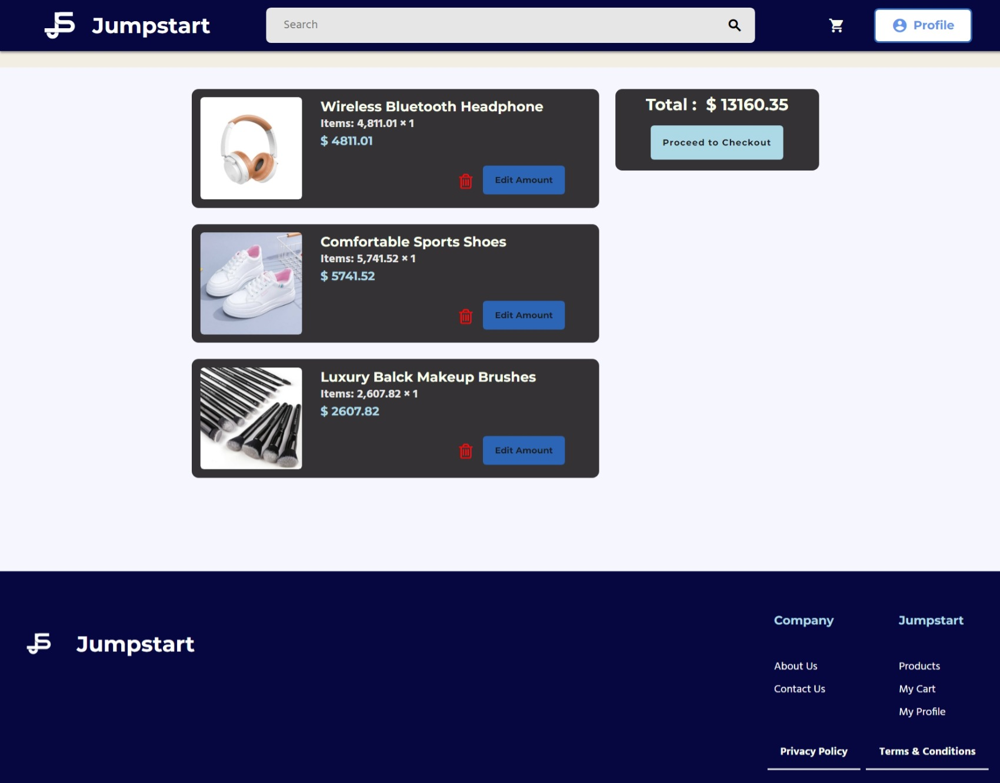 JS Jumpstart
Search
Profile
Wireless Bluetooth Headphone
Items: 4,811.01 × 1
$ 4811.01
Edit Amount
Total : $ 13160.35
Proceed to Checkout
Comfortable Sports Shoes
Items: 5,741.52 × 1
$ 5741.52
Edit Amount
Luxury Balck Makeup Brushes
Items: 2,607.82 × 1
$ 2607.82
Edit Amount
JS Jumpstart
Company
About Us
Contact Us
Jumpstart
Products
My Cart
My Profile
Privacy Policy
Terms & Conditions